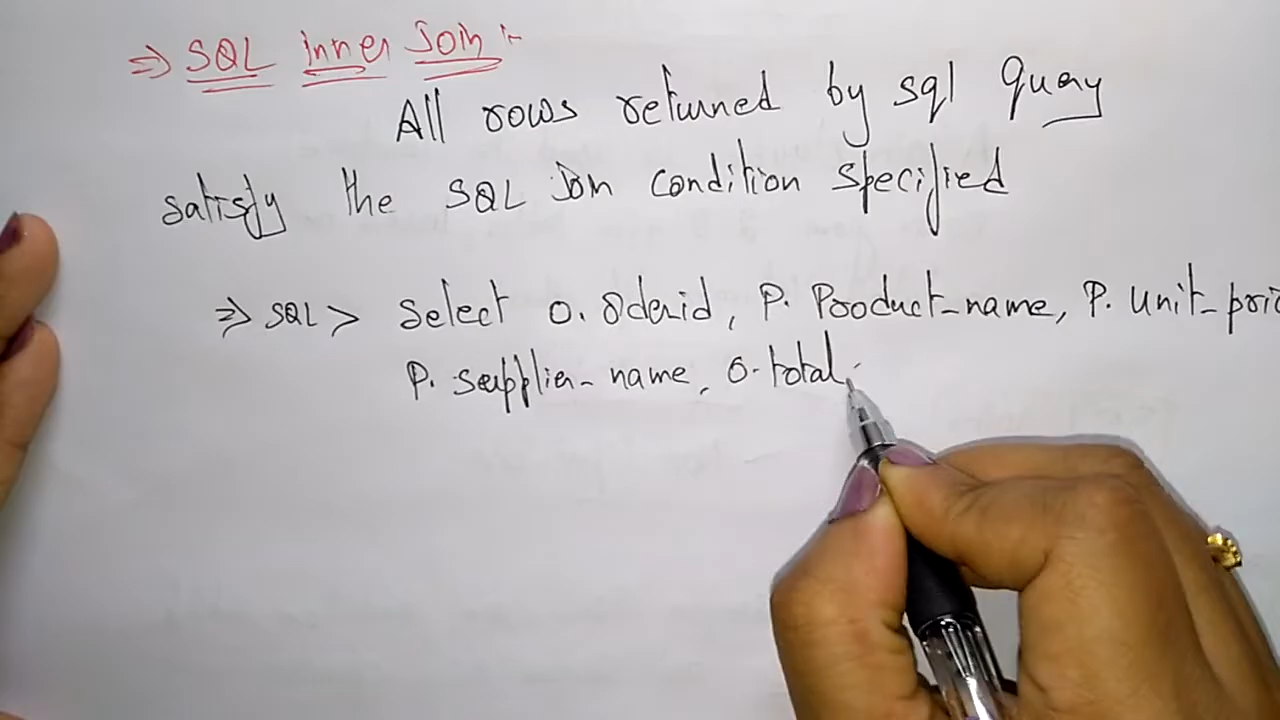 ⇒ SQL inner Join :-
All rows returned by sql query
satisfy the SQL Join condition specified
⇒ SQL > Select O. Orderid, P. Product_name, P. Unit_pric
P. supplier_name, O. total